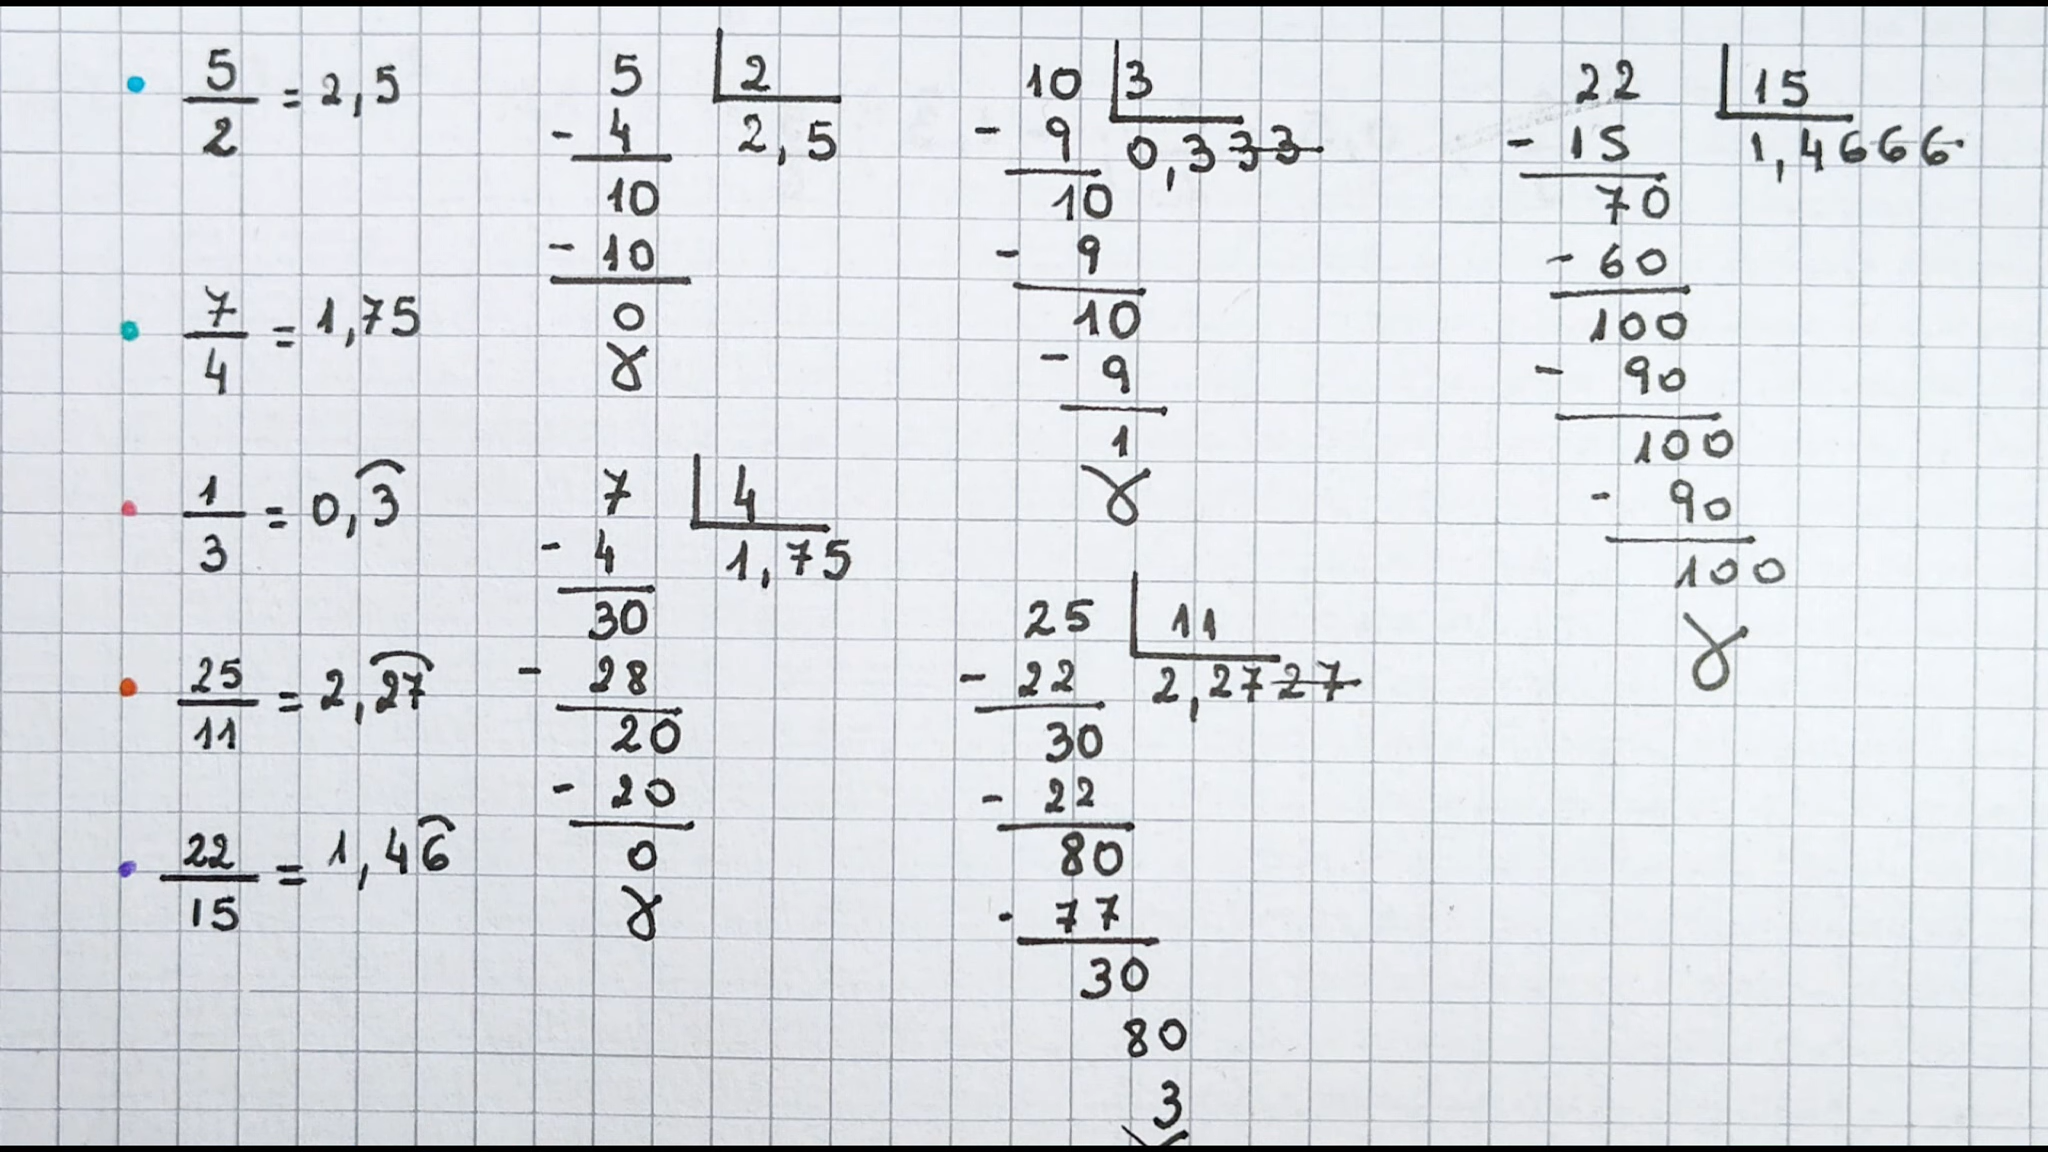 5/2 = 2,5
7/4 = 1,75
1/3 = 0,3̅
25/11 = 2,2̅7̅
22/15 = 1,46̅
5 | 2
- 4 2,5
10
- 10
0
7 | 4
- 4 1,75
30
- 28
20
- 20
0
10 | 3
- 9 0,333
10
- 9
10
- 9
1
25 | 11
- 22 2,2727
30
- 22
80
- 77
30
80
3
22 | 15
- 15 1,4666
70
- 60
100
- 90
100
- 90
100